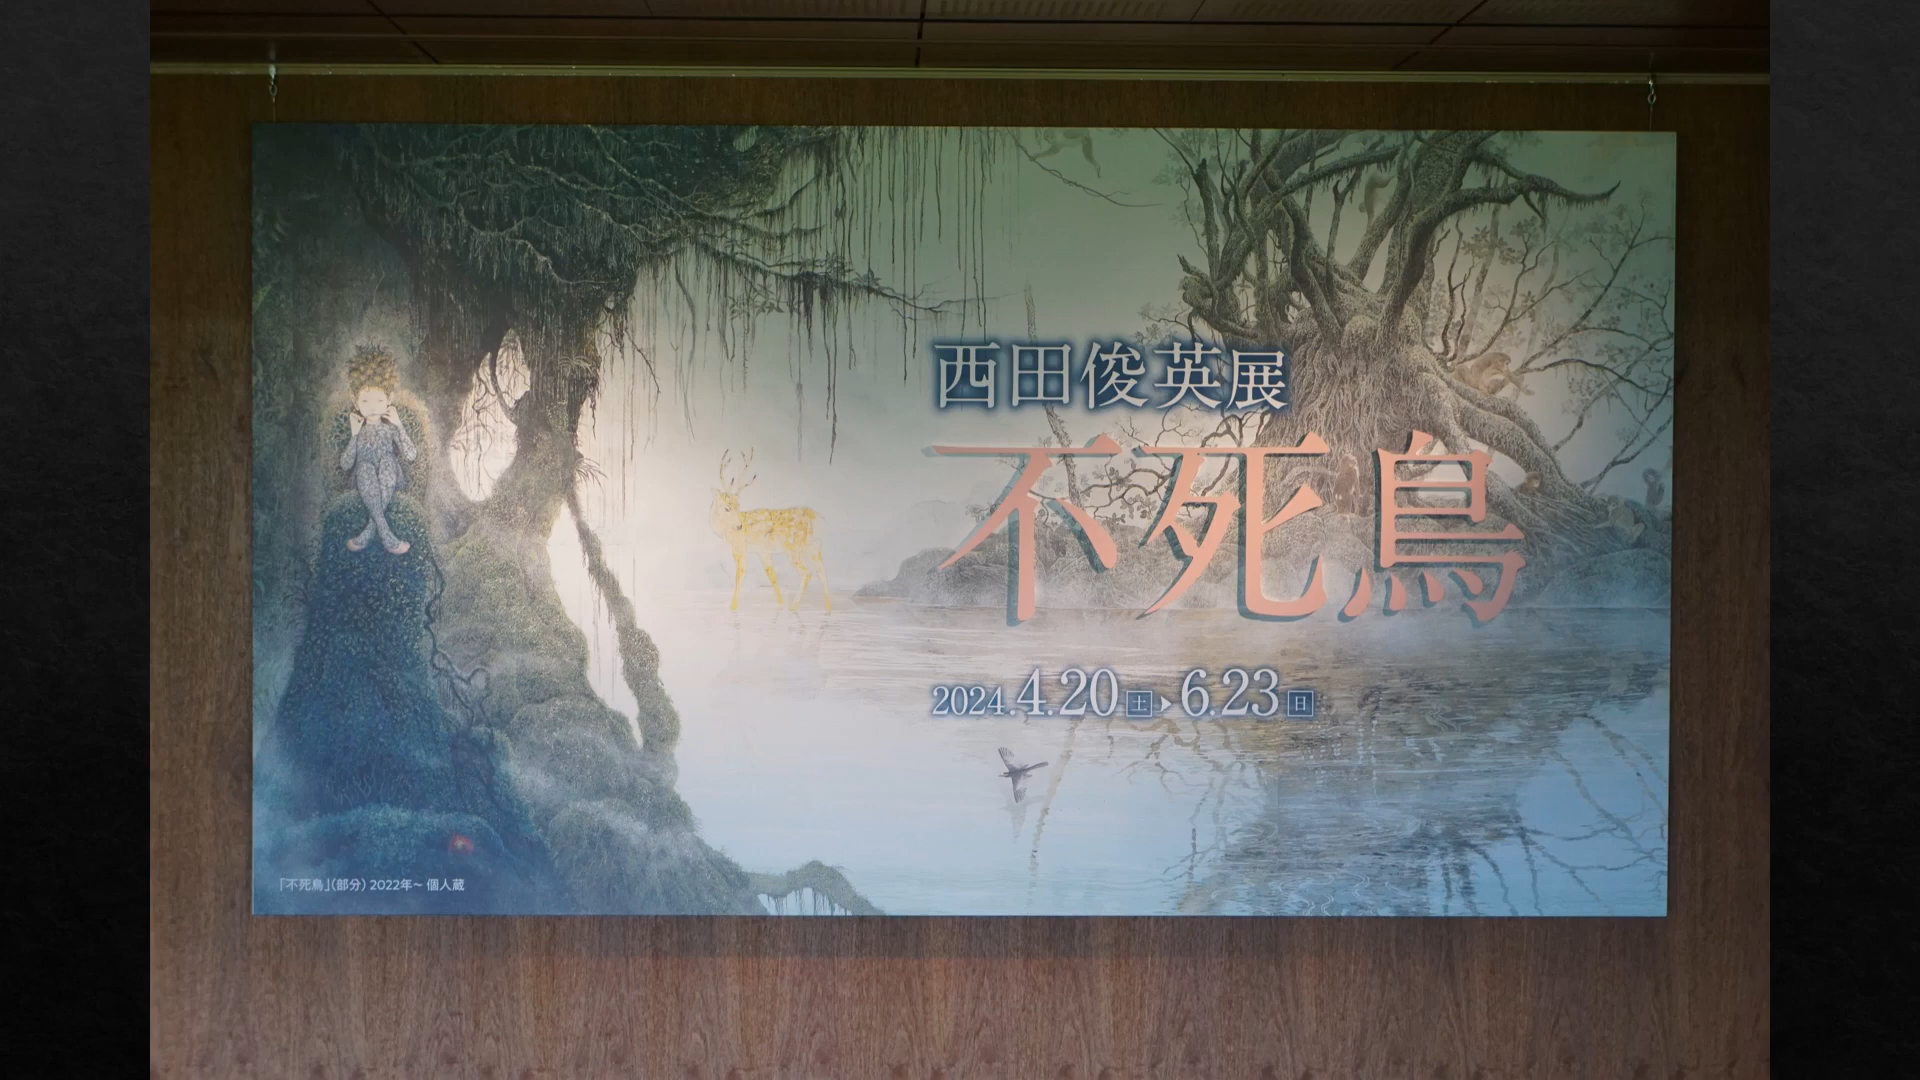 西田俊英展
不死鳥
2024.4.20土▶6.23日
「不死鳥」(部分) 2022年~ 個人蔵